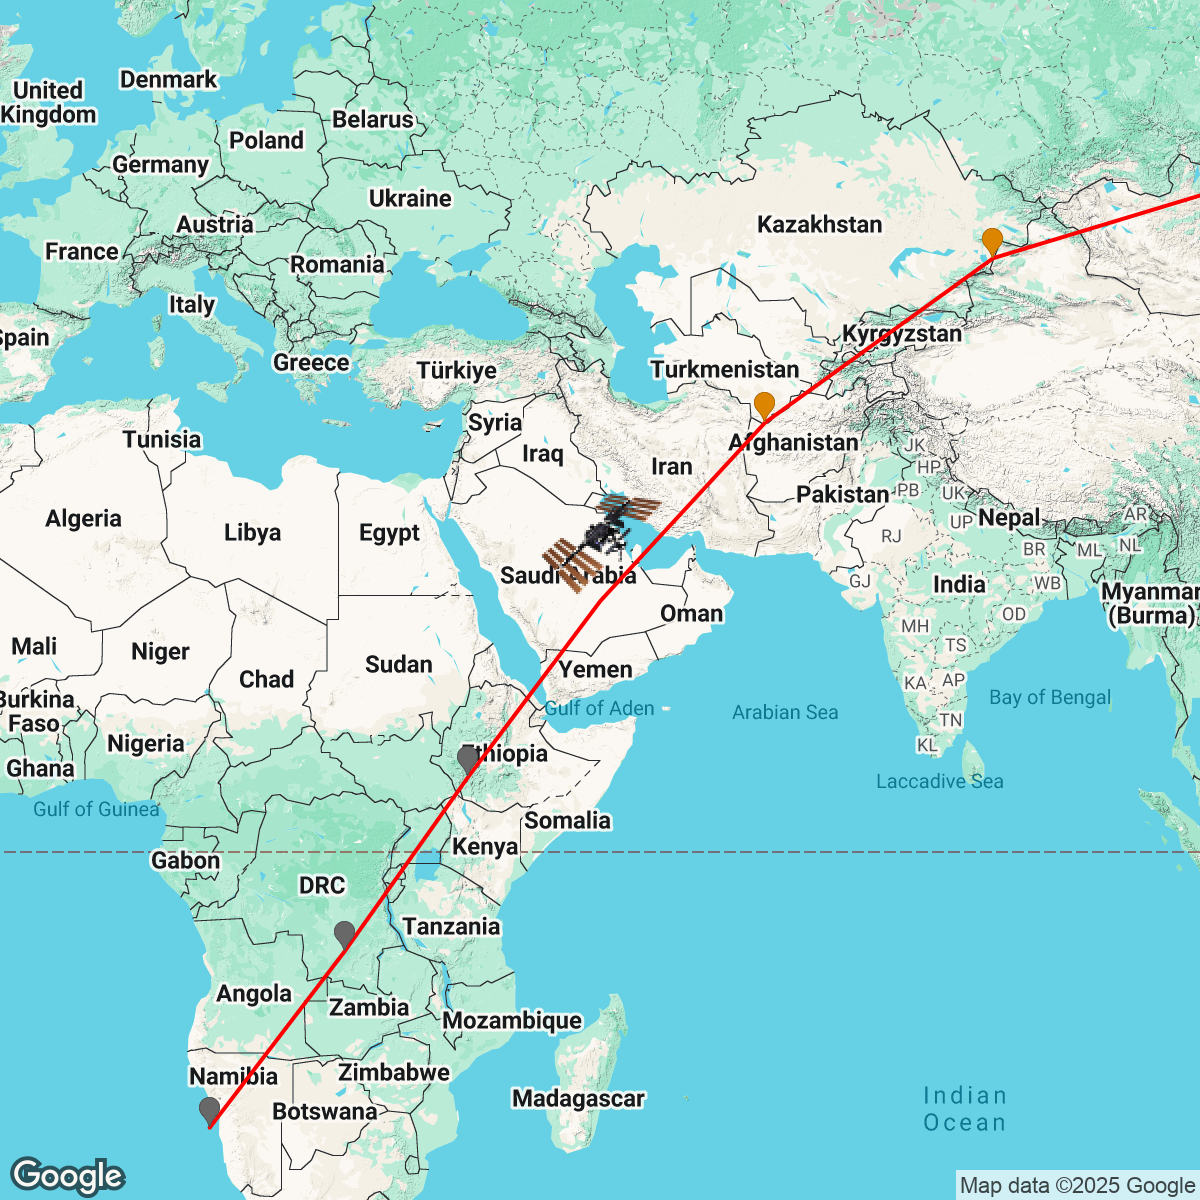 Denmark
United
Kingdom
Belarus
Poland
Germany
Ukraine
Austria
Kazakhstan
France
Romania
Italy
Spain
Kyrgyzstan
Greece
Türkiye
Turkmenistan
Syria
Tunisia
Afghanistan
JK
Iraq
Iran
HP
Pakistan
PB
UK
Algeria
Libya
Egypt
Nepal
AR
UP
RJ
BR
ML
NL
Saudi Arabia
GJ
India
WB
Myanmar
(Burma)
Oman
OD
MH
Mali
Niger
Sudan
TS
Chad
Yemen
KA
AP
Burkina
Faso
Gulf of Aden
Arabian Sea
Bay of Bengal
TN
Nigeria
Ethiopia
KL
Ghana
Laccadive Sea
Gulf of Guinea
Somalia
Kenya
Gabon
DRC
Tanzania
Angola
Zambia
Mozambique
Namibia
Zimbabwe
Botswana
Madagascar
Indian
Ocean
Google
Map data ©2025 Google